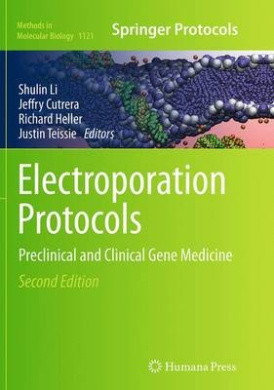 Methods in
Molecular Biology 1121
Springer Protocols
Shulin Li
Jeffry Cutrera
Richard Heller
Justin Teissie Editors
Electroporation
Protocols
Preclinical and Clinical Gene Medicine
Second Edition
Humana Press